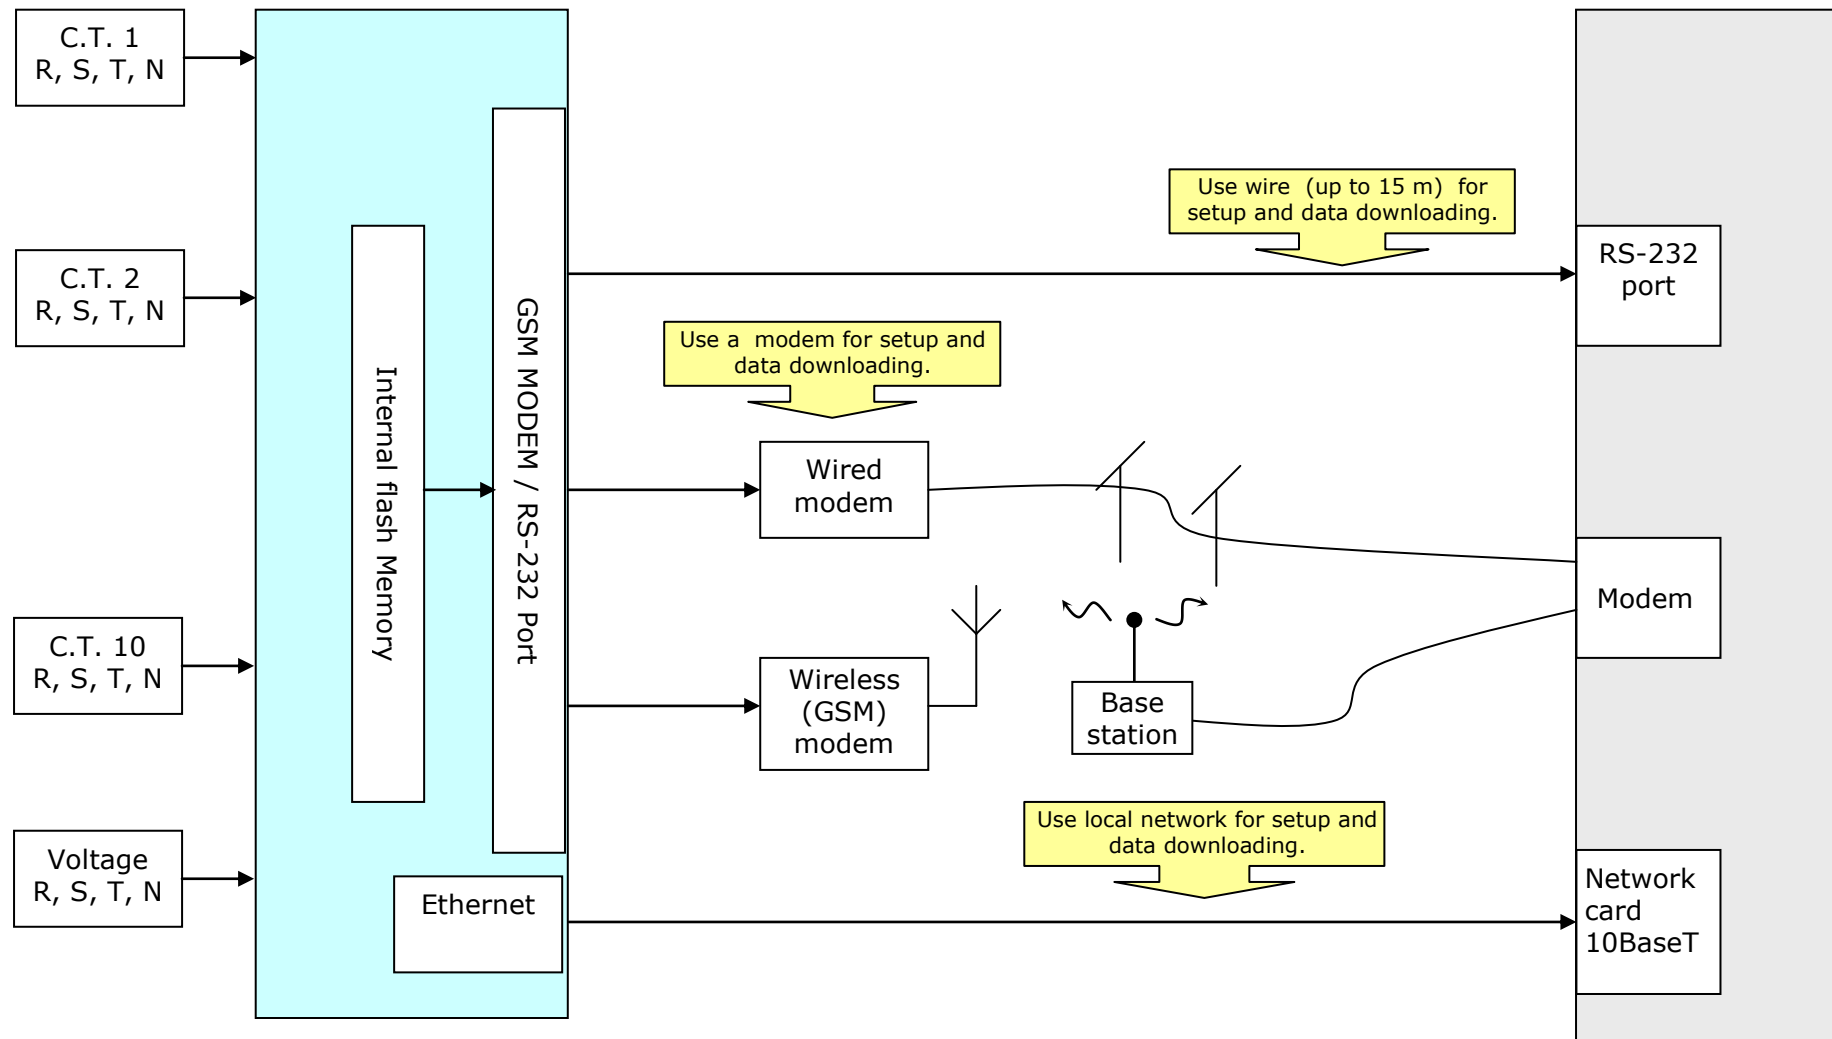 C.T. 1
R, S, T, N
C.T. 2
R, S, T, N
C.T. 10
R, S, T, N
Voltage
R, S, T, N
Internal flash Memory
GSM MODEM / RS-232 Port
Ethernet
Use wire (up to 15 m) for
setup and data downloading.
Use a modem for setup and
data downloading.
Wired
modem
Wireless
(GSM)
modem
Base
station
Use local network for setup and
data downloading.
RS-232
port
Modem
Network
card
10BaseT